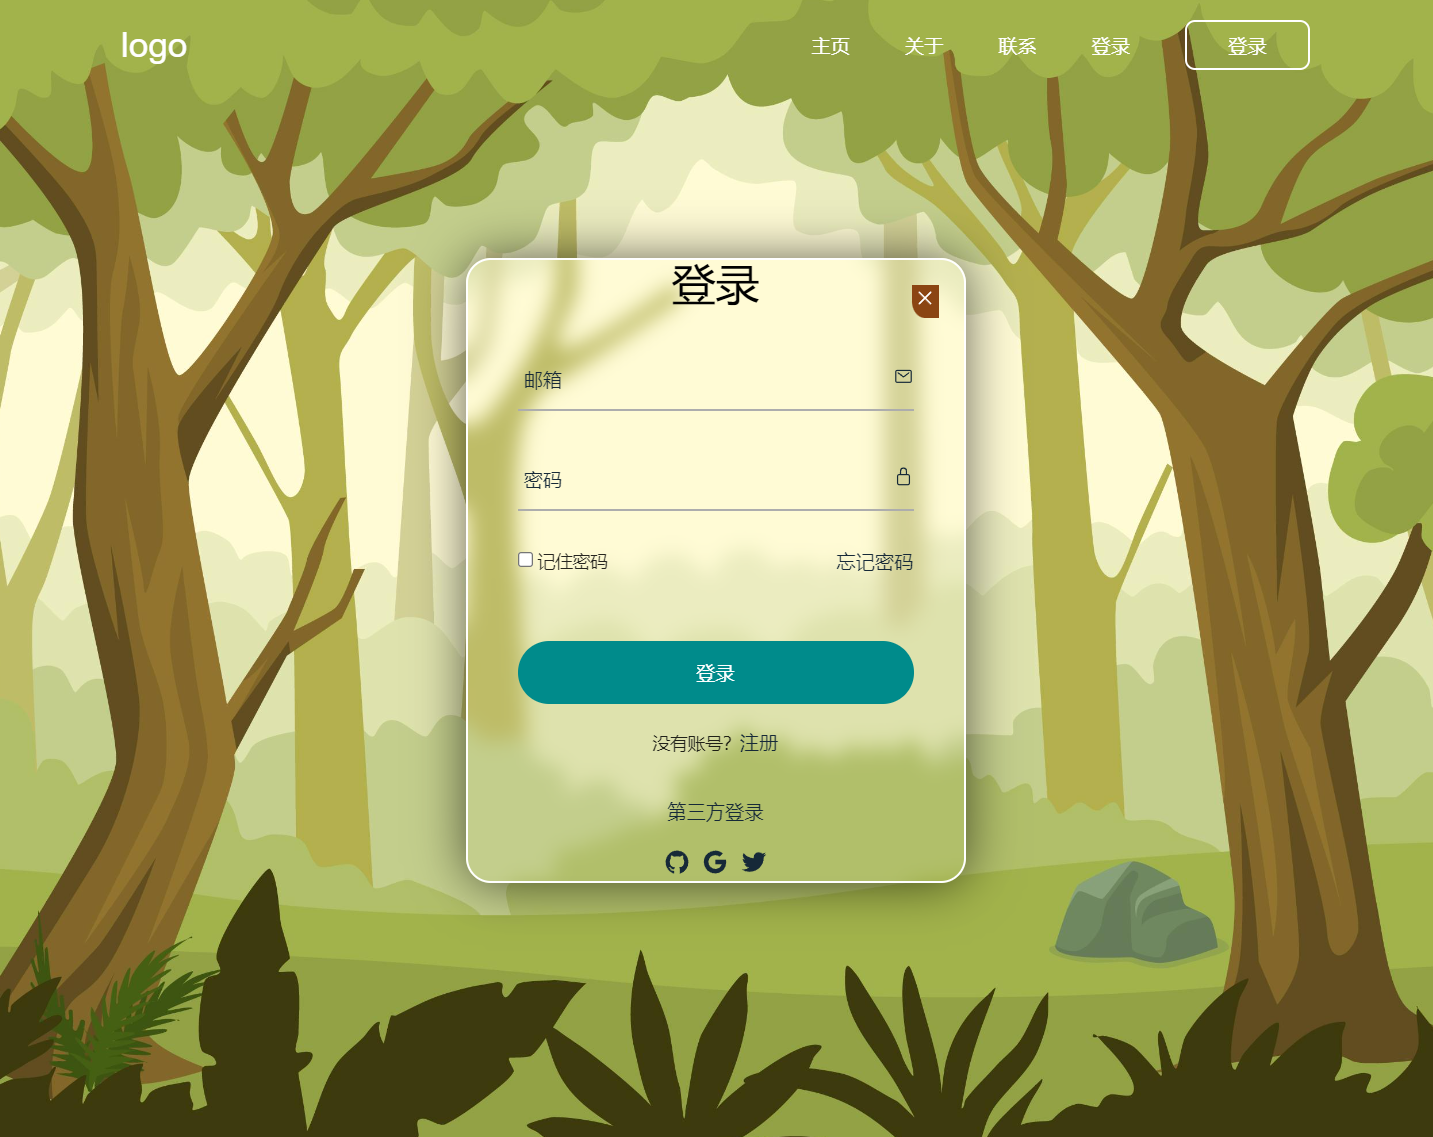 logo
主页 关于 联系 登录 登录
登录
邮箱
密码
记住密码 忘记密码
登录
没有账号? 注册
第三方登录